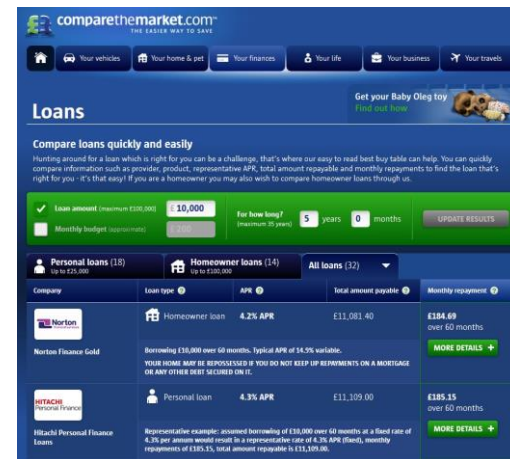 comparethemarket.com™
THE EASIER WAY TO SAVE
Your vehicles
Your home & pet
Your finances
Your life
Your business
Your travels
Loans
Get your Baby Oleg toy
Find out how
Compare loans quickly and easily
Hunting around for a loan which is right for you can be a challenge, that's where our easy to read best buy table can help. You can quickly
compare information such as provider, product, representative APR, total amount repayable and monthly repayments to find the loan that's
right for you - it's that easy! If you are a homeowner you may also wish to compare homeowner loans through us.
Loan amount (maximum £100,000) £ 10,000
For how long? 5 years 0 months
(maximum 35 years)
UPDATE RESULTS
Monthly budget (approximate) £ 200
Personal loans (18)
Up to £25,000
Homeowner loans (14)
Up to £100,000
All loans (32)
Company Loan type ? APR ? Total amount payable ? Monthly repayment ?
Norton
Homeowner loan 4.2% APR £11,081.40 £184.69
over 60 months
Norton Finance Gold
Borrowing £10,000 over 60 months. Typical APR of 14.9% variable.
YOUR HOME MAY BE REPOSSESSED IF YOU DO NOT KEEP UP REPAYMENTS ON A MORTGAGE
OR ANY OTHER DEBT SECURED ON IT.
MORE DETAILS +
HITACHI
Personal Finance
Personal loan 4.3% APR £11,109.00 £185.15
over 60 months
Hitachi Personal Finance
Loans
Representative example: assumed borrowing of £10,000 over 60 months at a fixed rate of
4.3% per annum would result in a representative rate of 4.3% APR (fixed), monthly
repayments of £185.15, total amount repayable is £11,109.00.
MORE DETAILS +